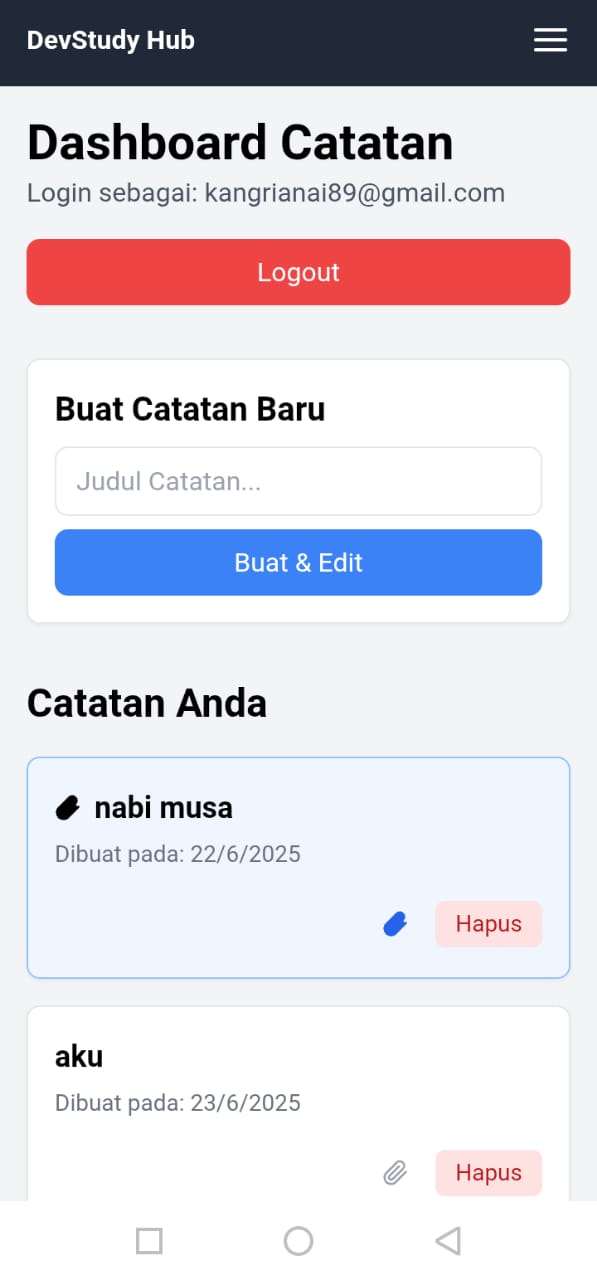 DevStudy Hub
Dashboard Catatan
Login sebagai: kangrianai89@gmail.com
Logout
Buat Catatan Baru
Judul Catatan...
Buat & Edit
Catatan Anda
nabi musa
Dibuat pada: 22/6/2025
Hapus
aku
Dibuat pada: 23/6/2025
Hapus